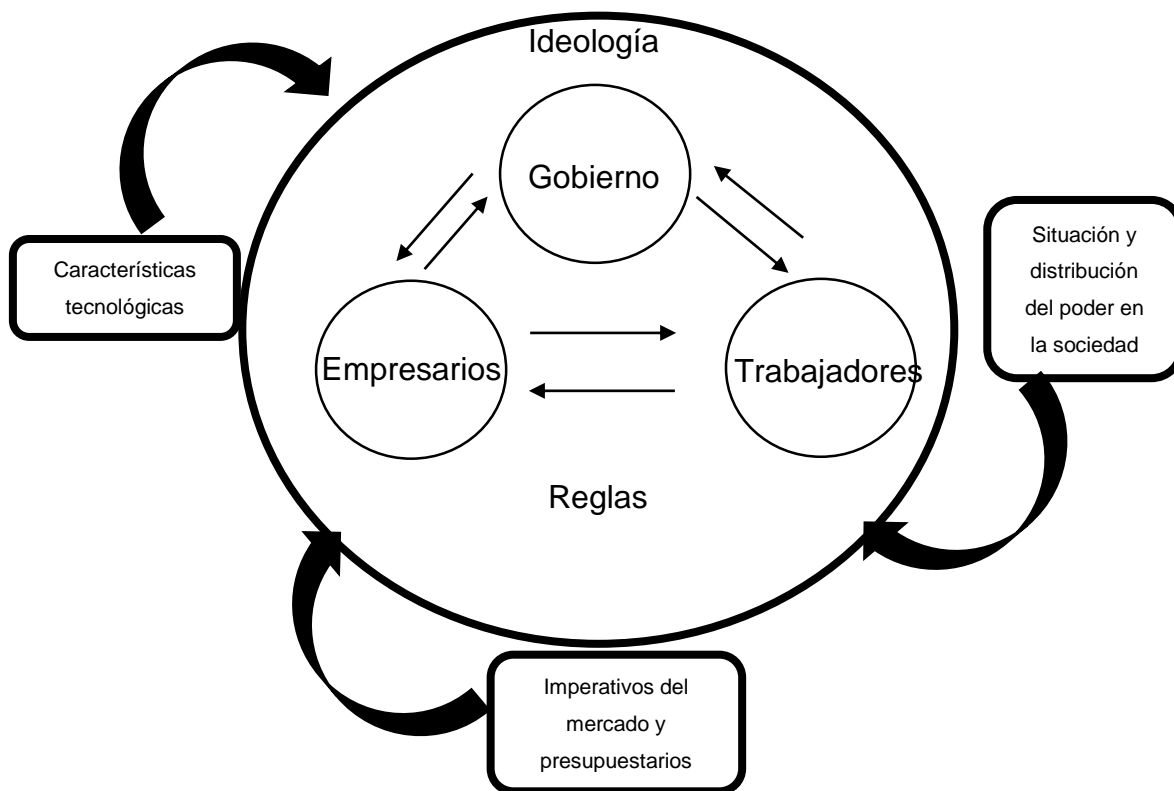 Ideología
Gobierno
Características
tecnológicas
Situación y
distribución
del poder en
la sociedad
Empresarios
Trabajadores
Reglas
Imperativos del
mercado y
presupuestarios